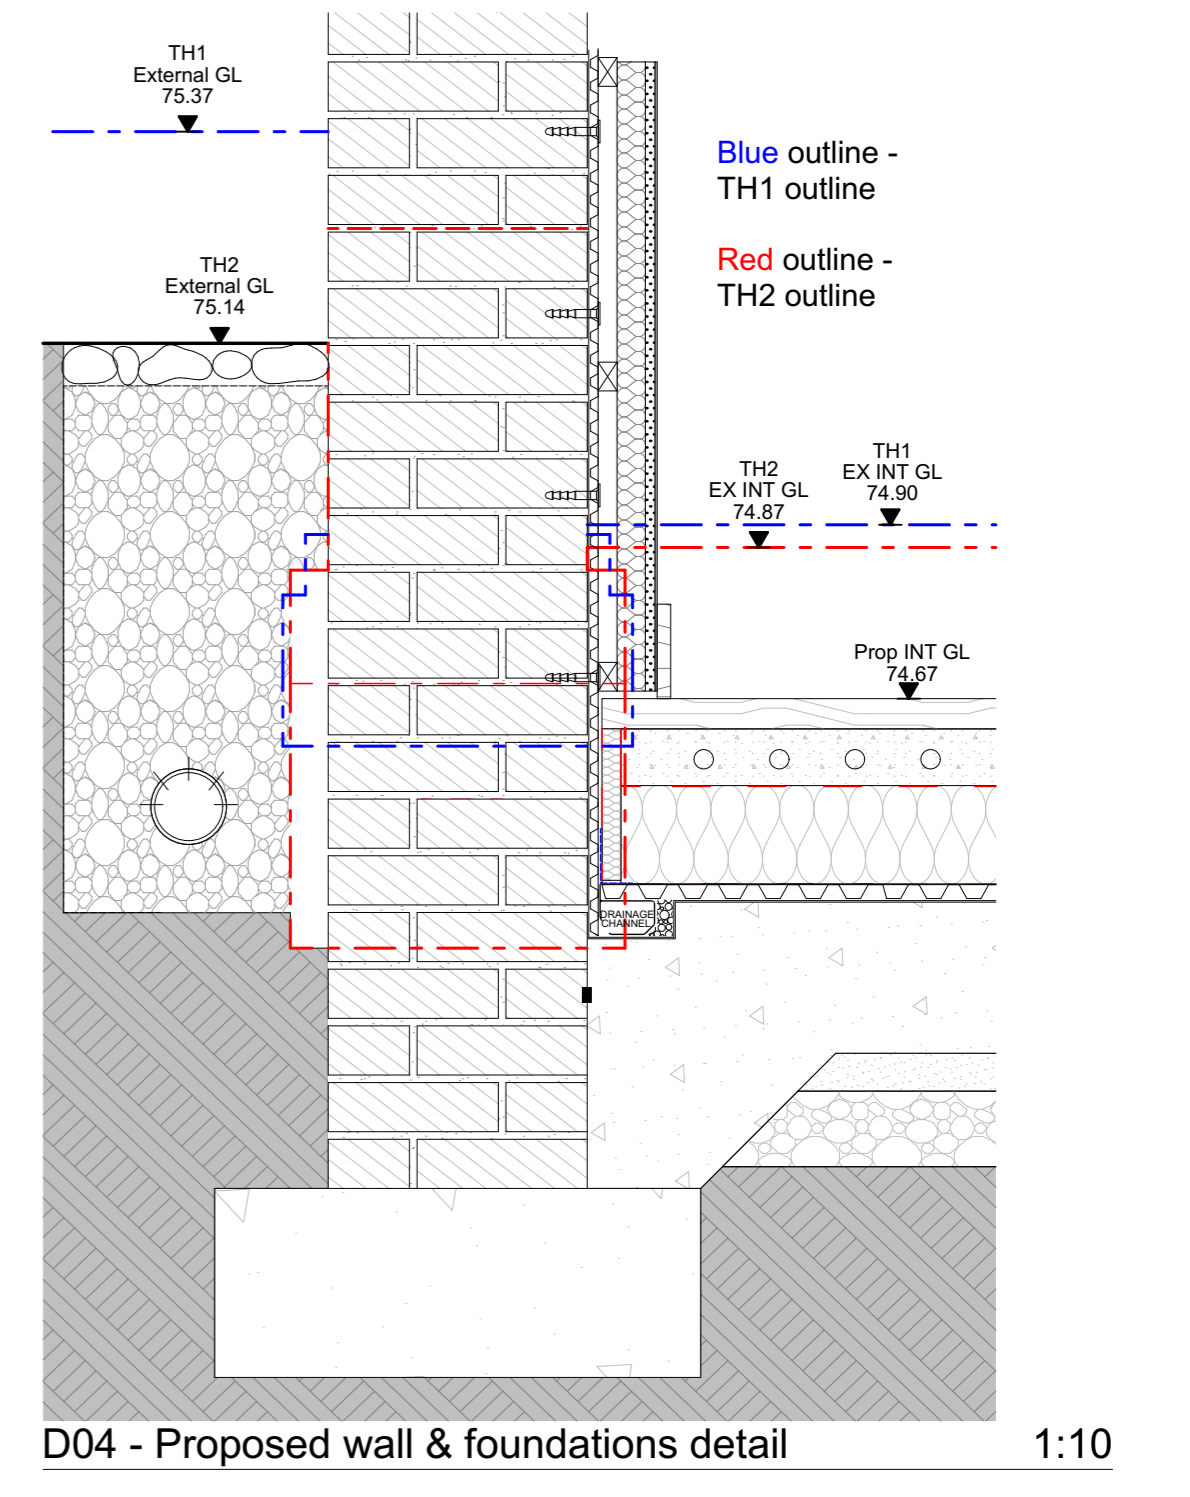 TH1
External GL
75.37
Blue outline -
TH1 outline
Red outline -
TH2 outline
TH2
External GL
75.14
TH1
EX INT GL
74.90
TH2
EX INT GL
74.87
Prop INT GL
74.67
DRAINAGE
CHANNEL
D04 - Proposed wall & foundations detail 1:10